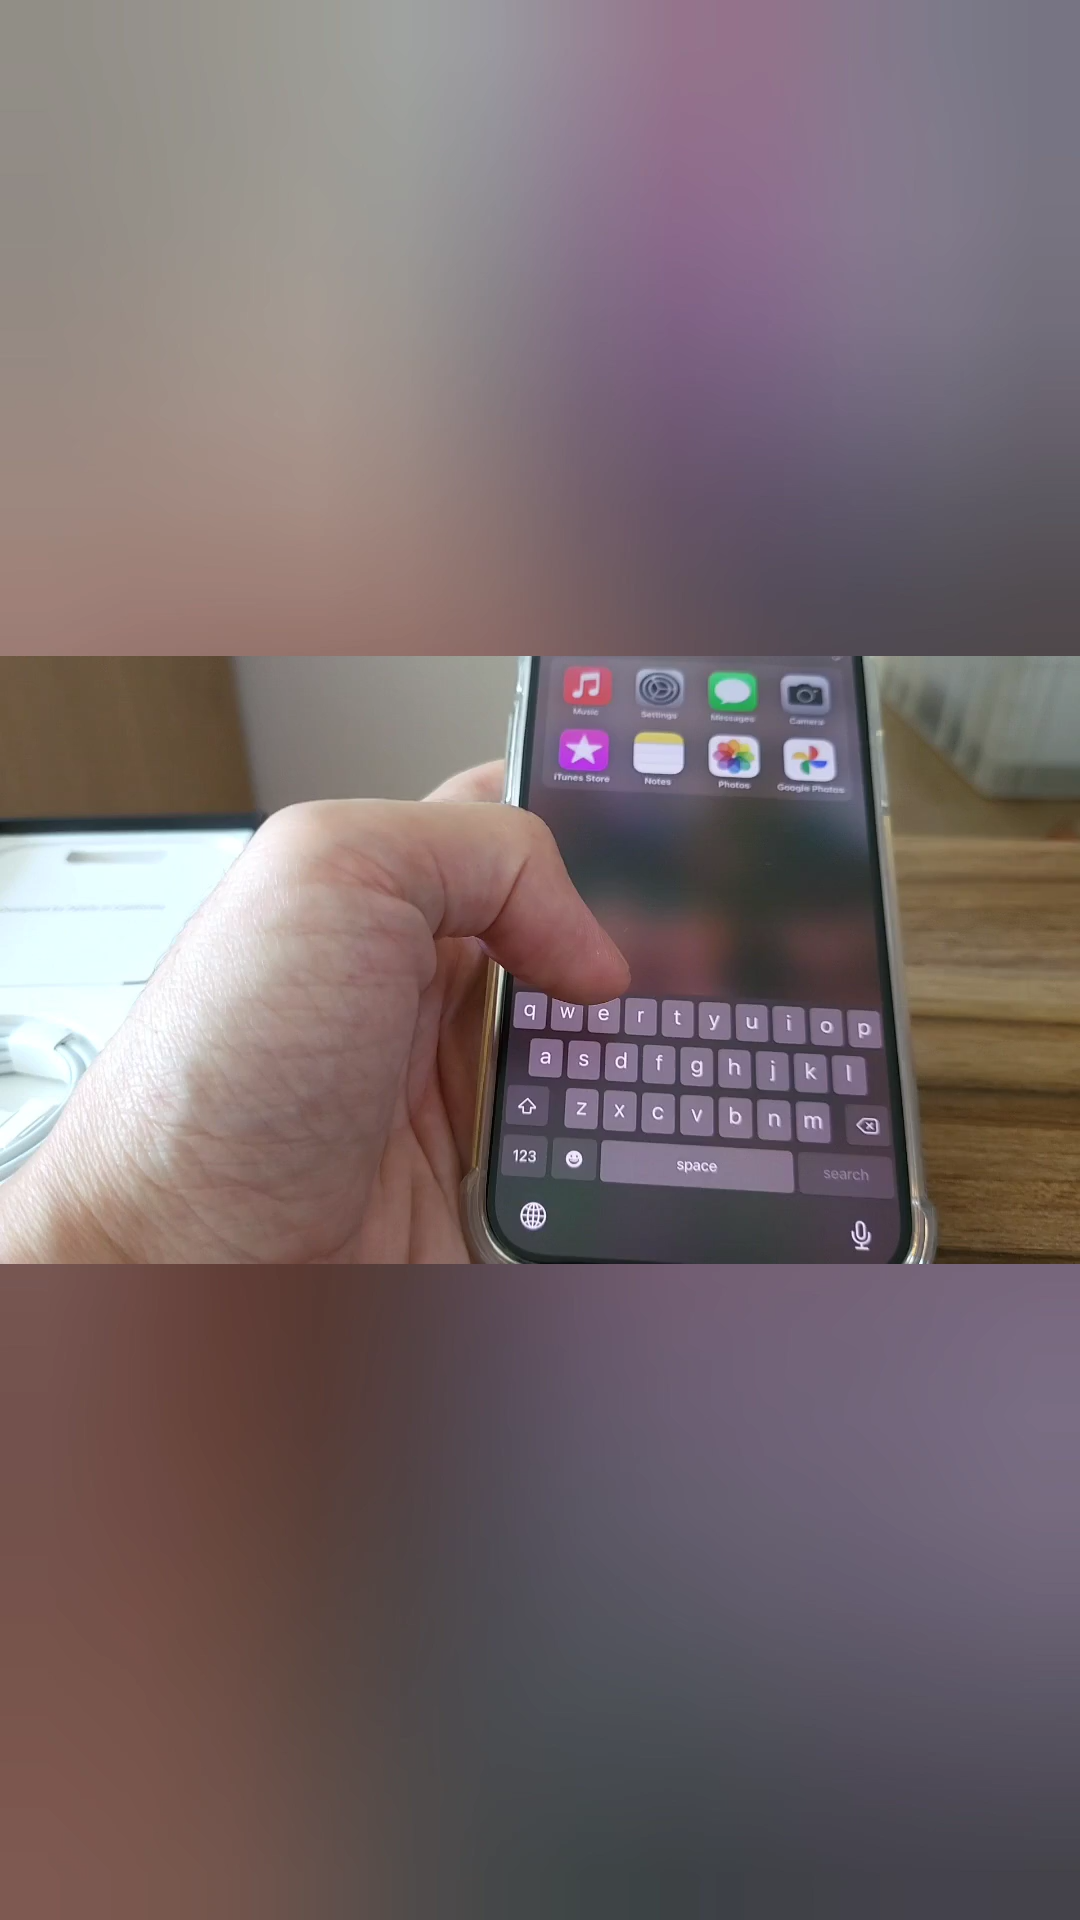 Music Settings Messages Camera
iTunes Store Notes Photos Google Photos
q w e r t y u i o p
a s d f g h j k l
z x c v b n m
123 space search